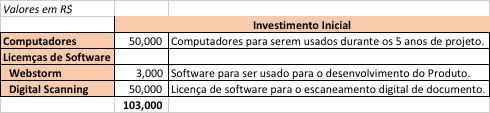 Valores em R$
Investimento Inicial
Computadores 50,000 Computadores para serem usados durante os 5 anos de projeto.
Licenças de Software
Webstorm 3,000 Software para ser usado para o desenvolvimento do Produto.
Digital Scanning 50,000 Licença de software para o escaneamento digital de documento.
103,000